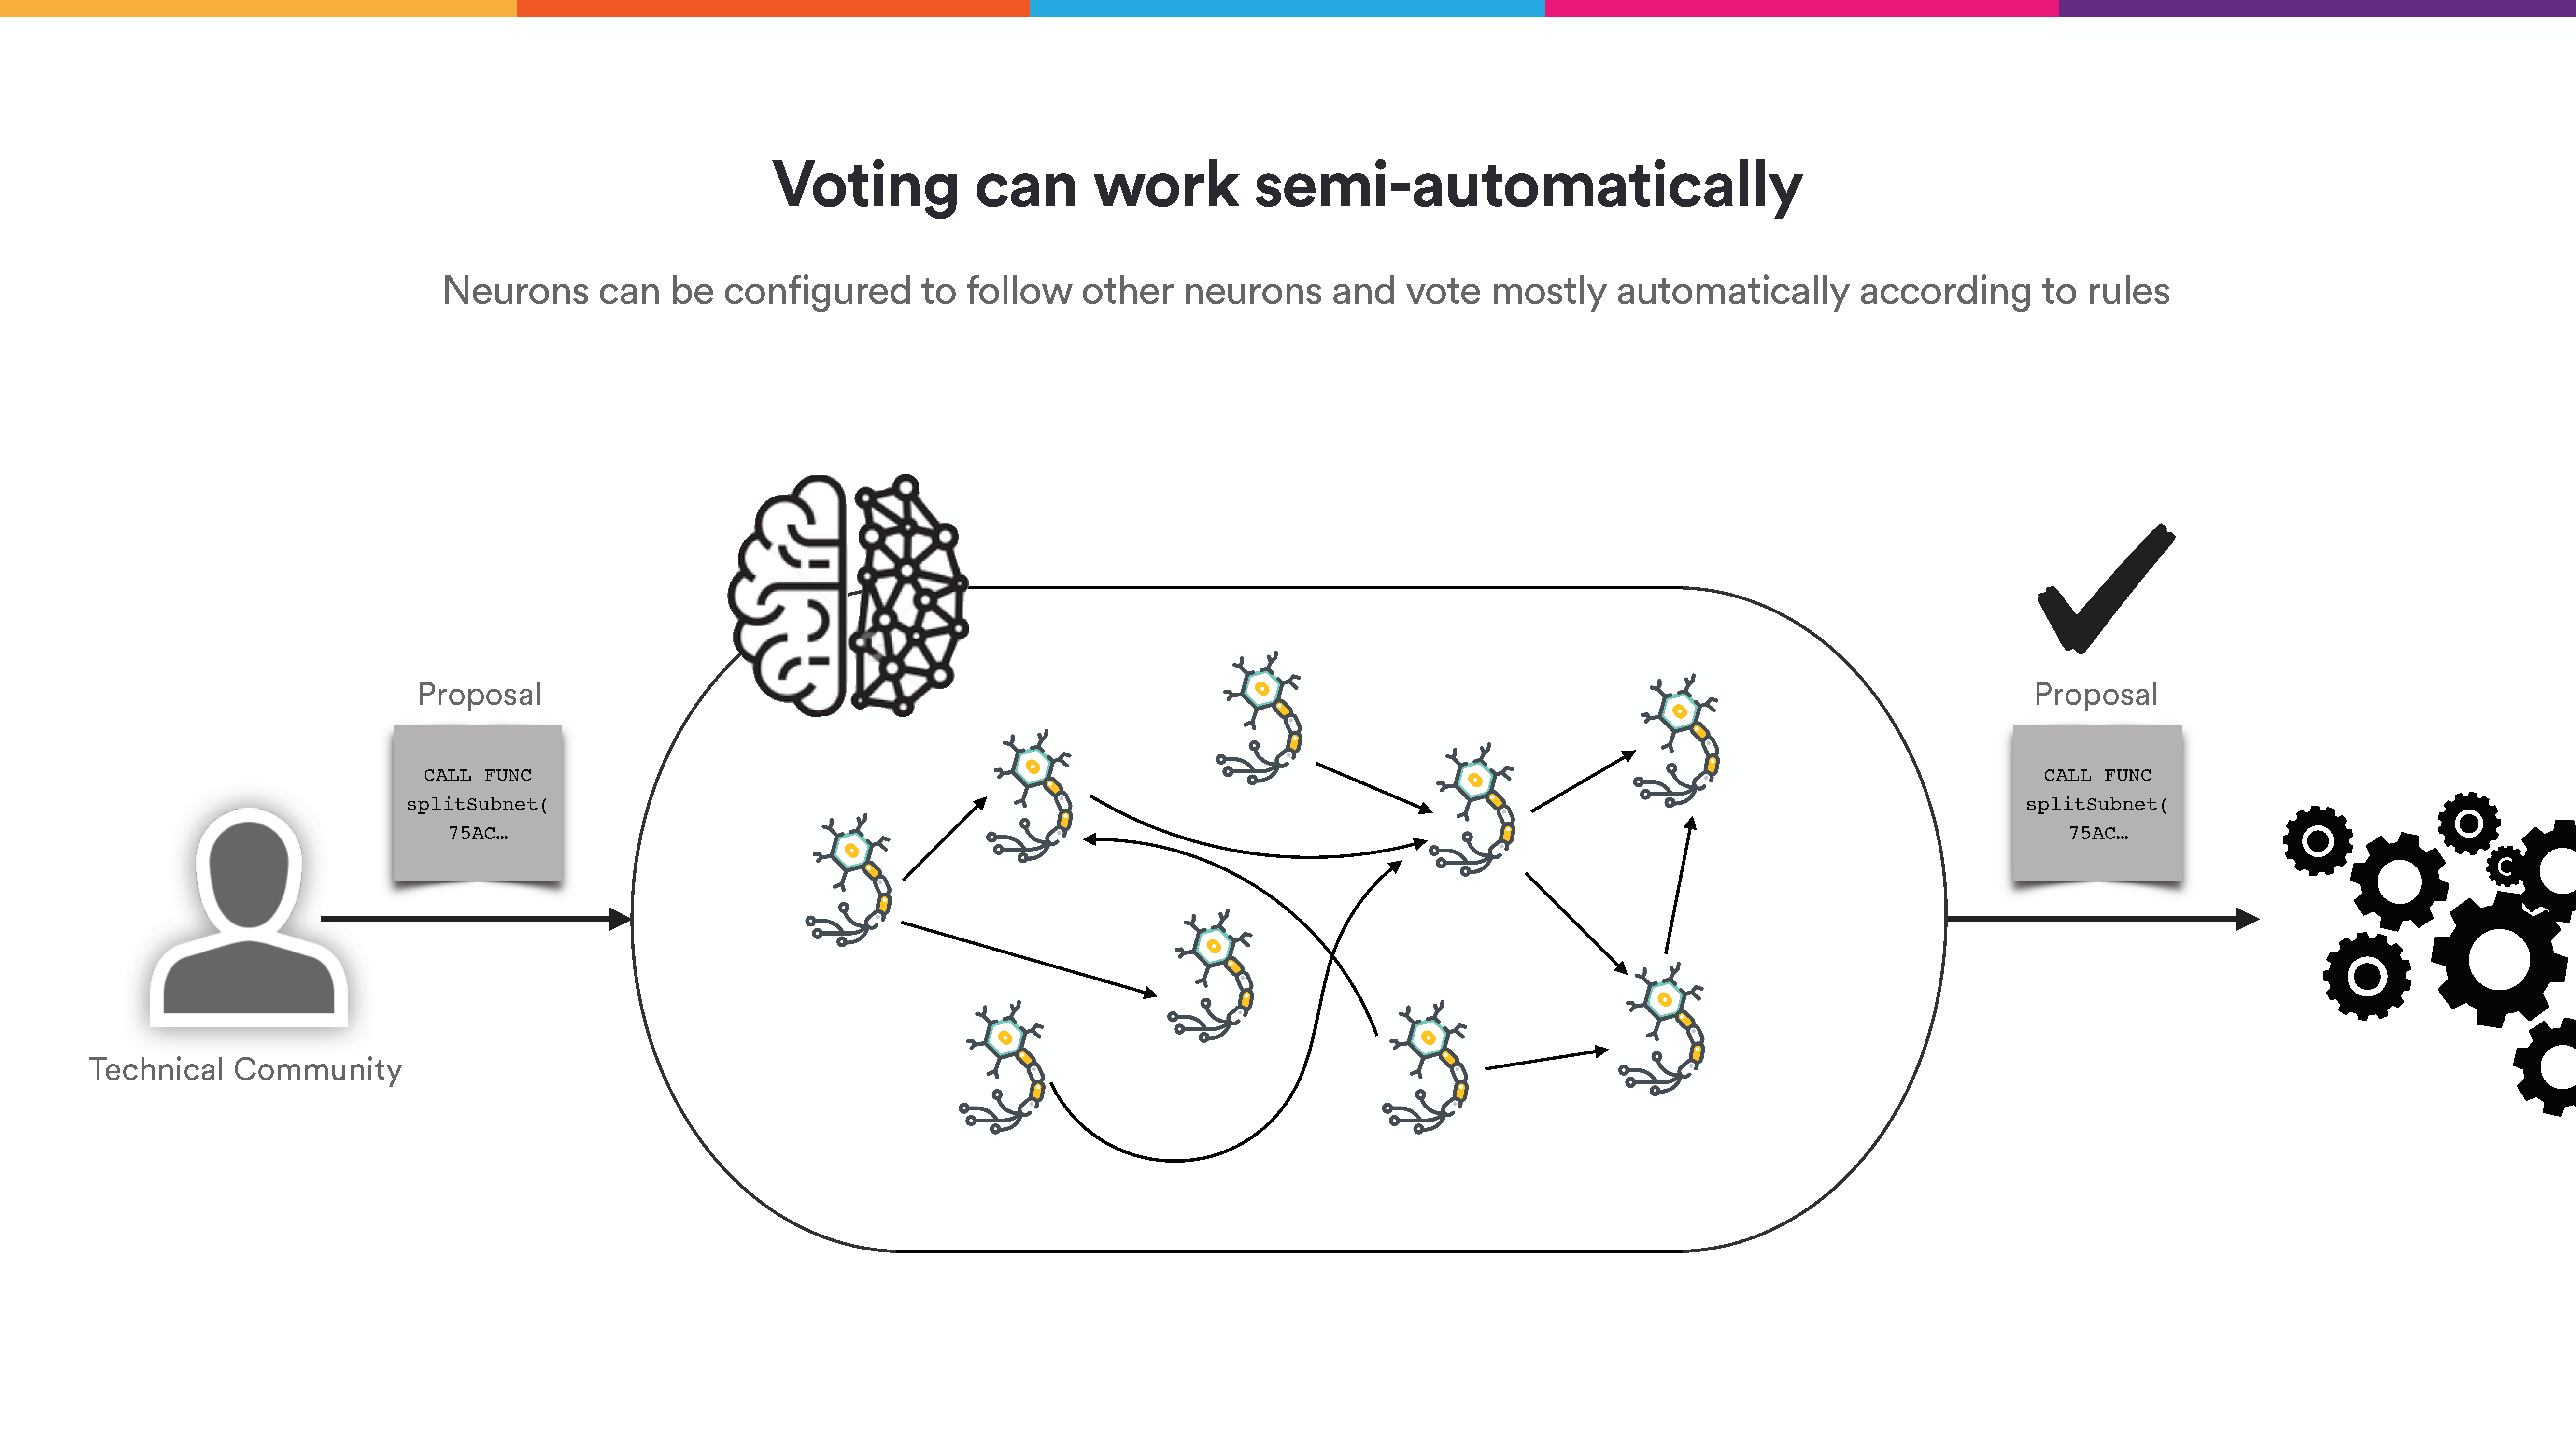 Voting can work semi-automatically
Neurons can be configured to follow other neurons and vote mostly automatically according to rules
Proposal
CALL FUNC
splitSubnet(
75AC…
Technical Community
Proposal
CALL FUNC
splitSubnet(
75AC…